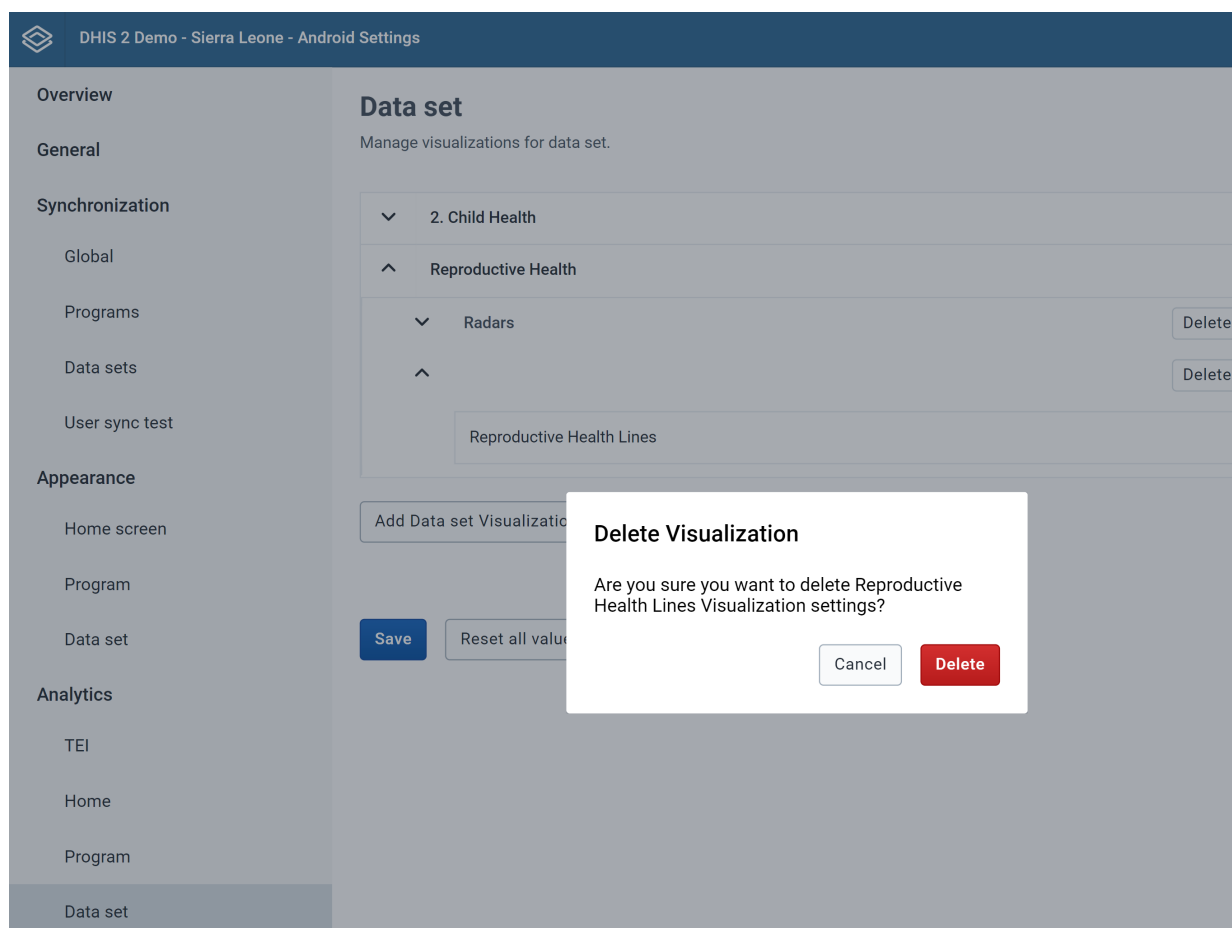 DHIS 2 Demo - Sierra Leone - Android Settings
Overview
General
Synchronization
Global
Programs
Data sets
User sync test
Appearance
Home screen
Program
Data set
Analytics
TEI
Home
Program
Data set
Data set
Manage visualizations for data set.
2. Child Health
Reproductive Health
Radars
Delete
Delete
Reproductive Health Lines
Add Data set Visualizatio
Save
Reset all value
Delete Visualization
Are you sure you want to delete Reproductive
Health Lines Visualization settings?
Cancel
Delete